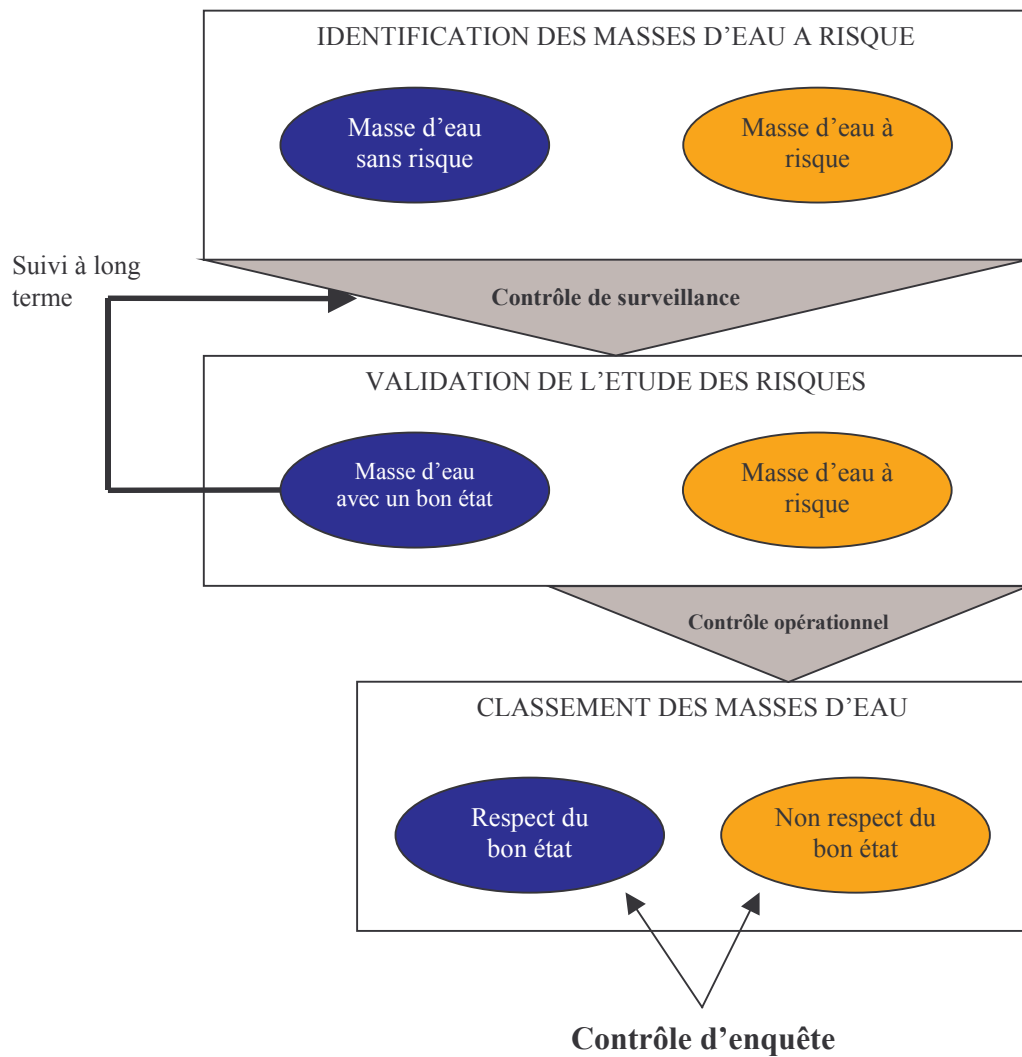 IDENTIFICATION DES MASSES D'EAU A RISQUE
Masse d'eau
sans risque
Masse d'eau à
risque
Suivi à long
terme
Contrôle de surveillance
VALIDATION DE L'ETUDE DES RISQUES
Masse d'eau
avec un bon état
Masse d'eau à
risque
Contrôle opérationnel
CLASSEMENT DES MASSES D'EAU
Respect du
bon état
Non respect du
bon état
Contrôle d'enquête